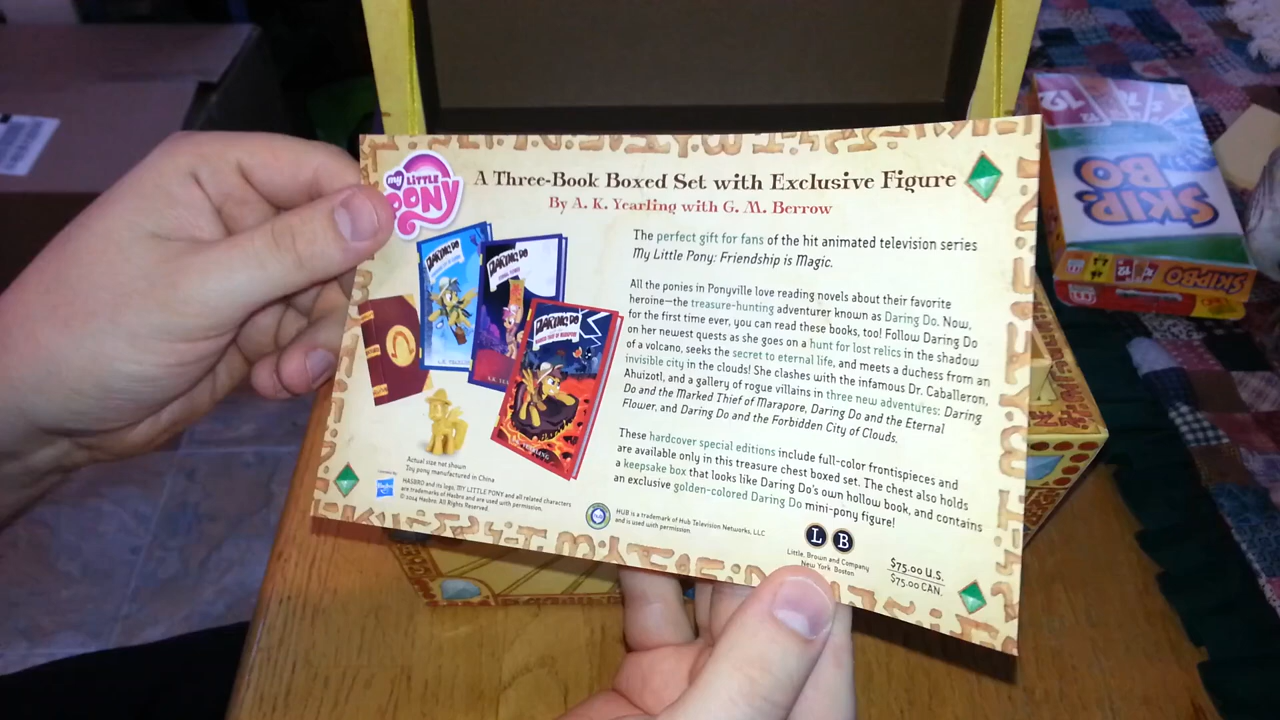 MY LITTLE
PONY
A Three-Book Boxed Set with Exclusive Figure
By A. K. Yearling with G. M. Berrow
The perfect gift for fans of the hit animated television series
My Little Pony: Friendship is Magic.
All the ponies in Ponyville love reading novels about their favorite
heroine—the treasure-hunting adventurer known as Daring Do. Now,
for the first time ever, you can read these books, too! Follow Daring Do
on her newest quests as she goes on a hunt for lost relics in the shadow
of a volcano, seeks the secret to eternal life, and meets a duchess from an
invisible city in the clouds! She clashes with the infamous Dr. Caballeron,
Ahuizotl, and a gallery of rogue villains in three new adventures: Daring
Do and the Marked Thief of Marapore, Daring Do and the Eternal
Flower, and Daring Do and the Forbidden City of Clouds.
These hardcover special editions include full-color frontispieces and
are available only in this treasure chest boxed set. The chest also holds
a keepsake box that looks like Daring Do's own hollow book, and contains
an exclusive golden-colored Daring Do mini-pony figure!
DARING DO
DARING DO
DARING DO
Actual size not shown
Toy pony manufactured in China
Hasbro
HASBRO and its logo, MY LITTLE PONY and all related characters
are trademarks of Hasbro and are used with permission.
© 2014 Hasbro. All Rights Reserved.
HUB is a trademark of Hub Television Networks, LLC
and is used with permission.
L B
Little, Brown and Company
New York Boston
$75.00 U.S.
$75.00 CAN.
12
SKIP·
BO
SKIPBO